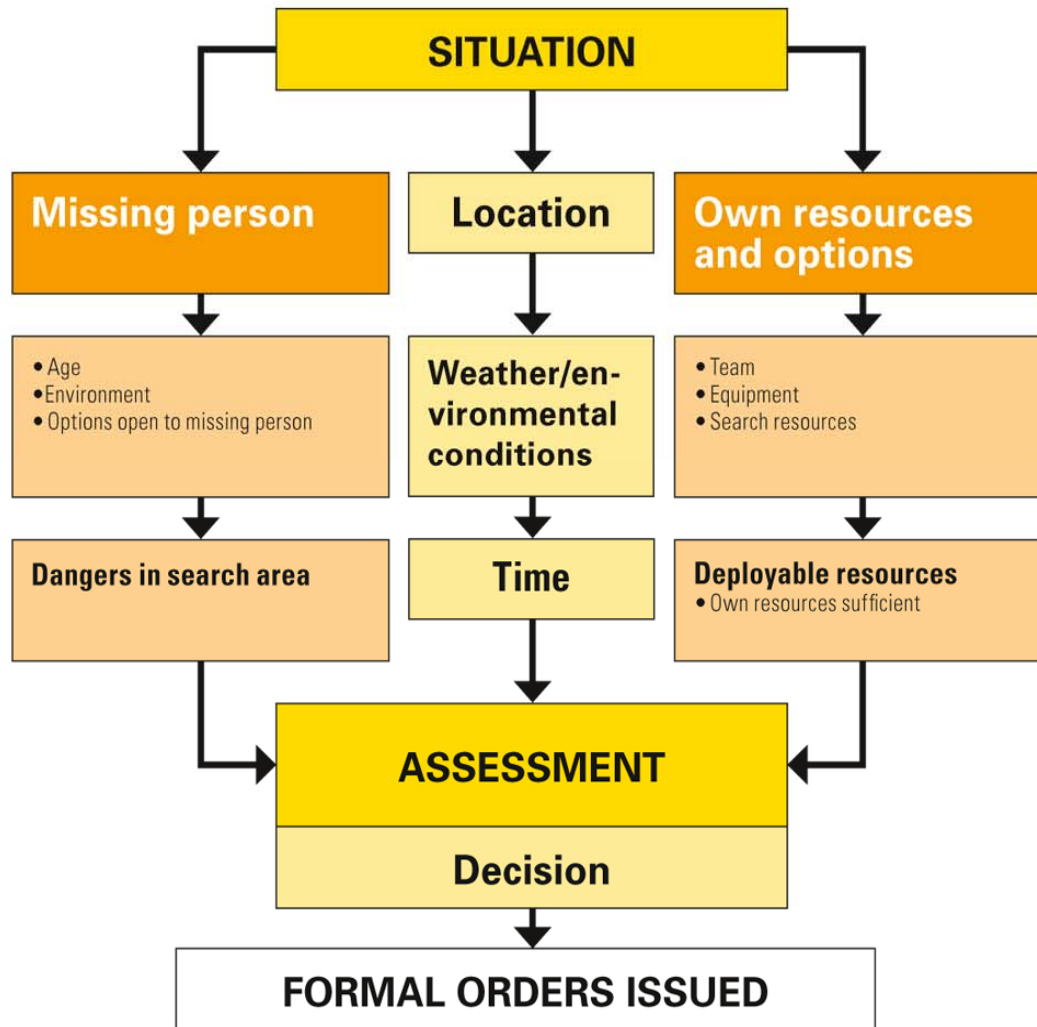 SITUATION
Missing person
Location
Own resources
and options
• Age
•Environment
• Options open to missing person
Weather/en-
vironmental
conditions
• Team
• Equipment
• Search resources
Dangers in search area
Time
Deployable resources
• Own resources sufficient
ASSESSMENT
Decision
FORMAL ORDERS ISSUED